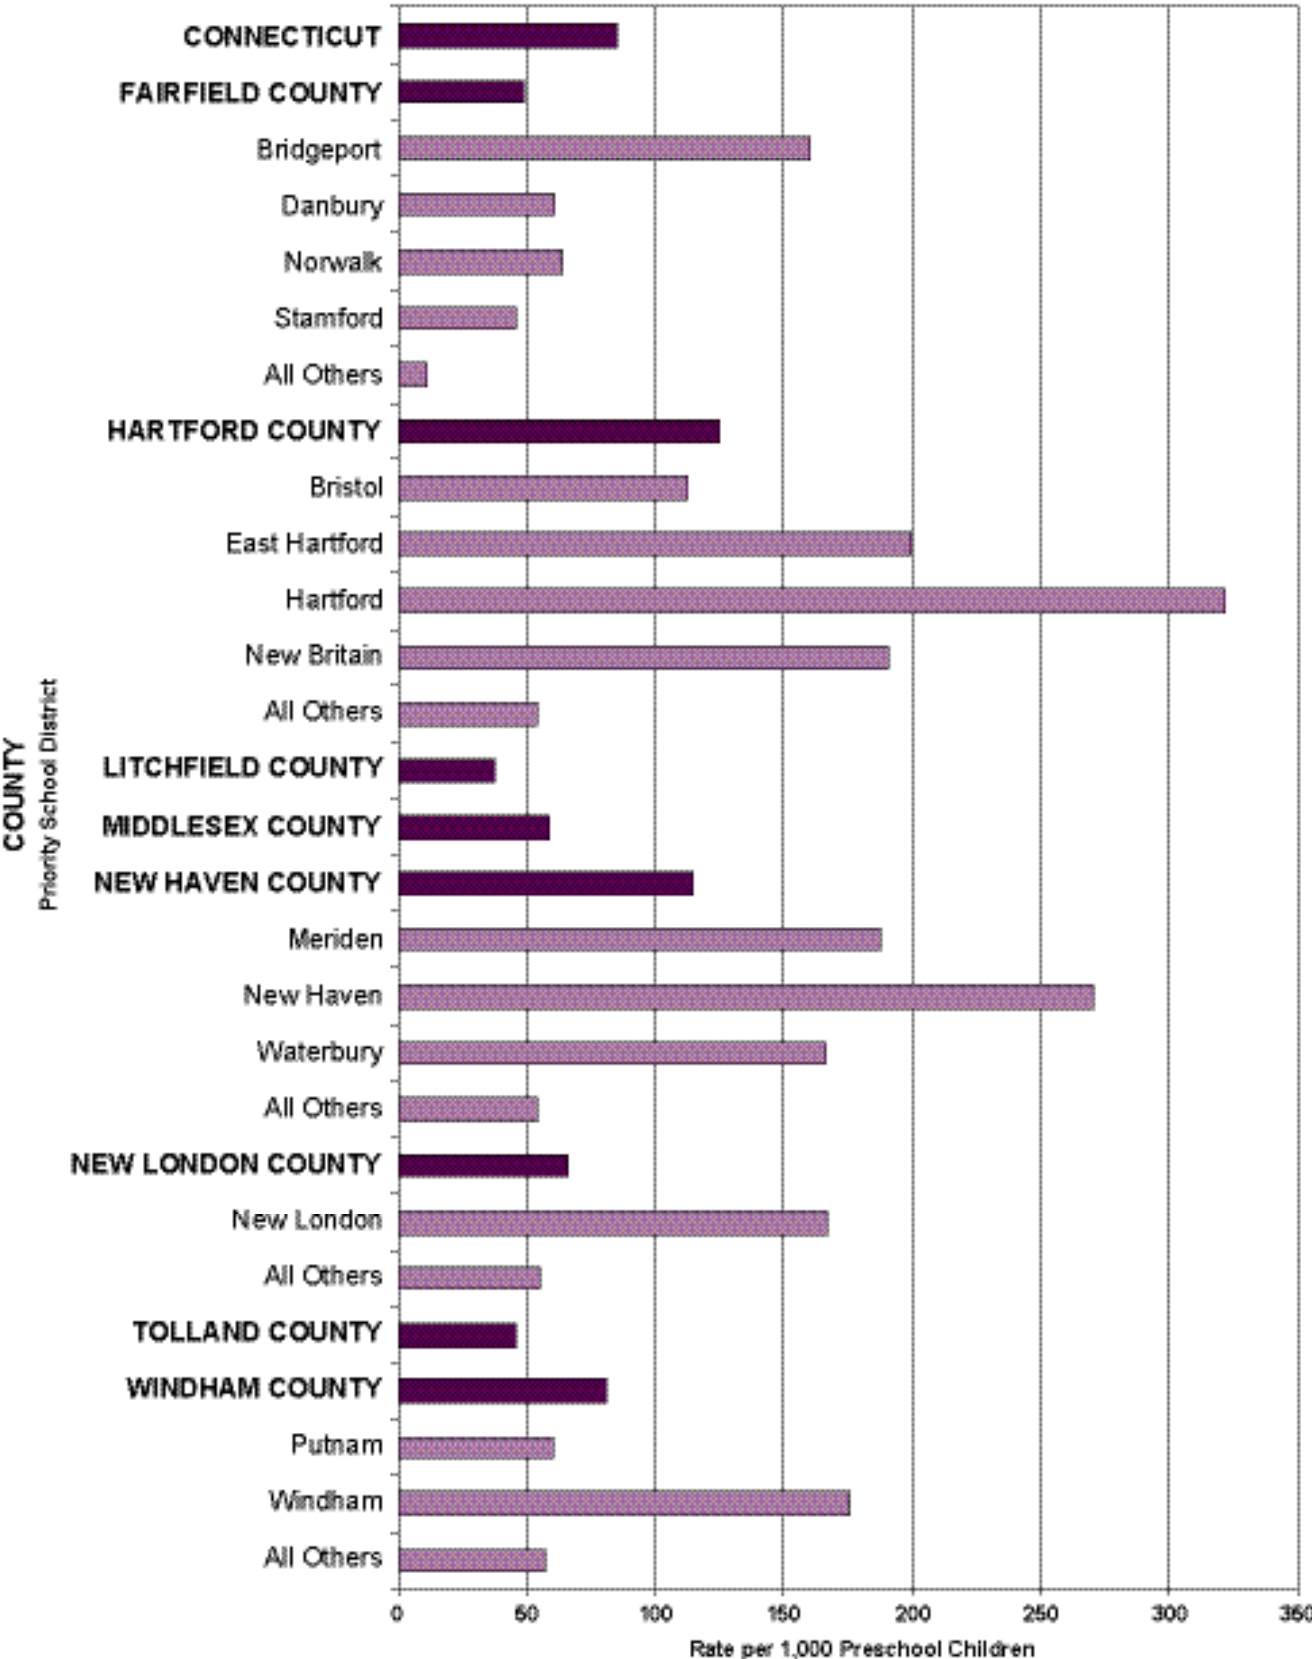 CONNECTICUT
FAIRFIELD COUNTY
Bridgeport
Danbury
Norwalk
Stamford
All Others
HARTFORD COUNTY
Bristol
East Hartford
Hartford
New Britain
All Others
LITCHFIELD COUNTY
MIDDLESEX COUNTY
NEW HAVEN COUNTY
Meriden
New Haven
Waterbury
All Others
NEW LONDON COUNTY
New London
All Others
TOLLAND COUNTY
WINDHAM COUNTY
Putnam
Windham
All Others
COUNTY
Priority School District
0 50 100 150 200 250 300 350
Rate per 1,000 Preschool Children